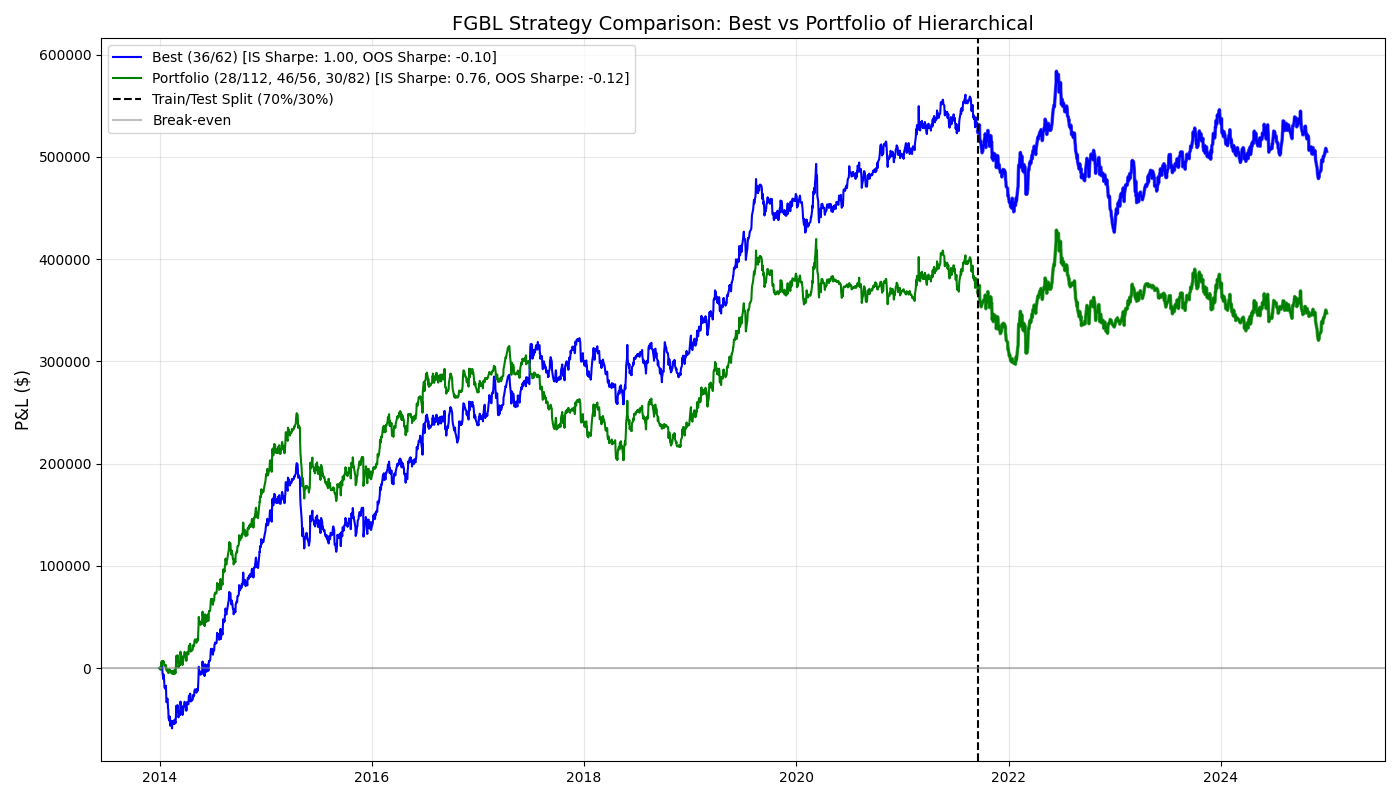 FGBL Strategy Comparison: Best vs Portfolio of Hierarchical
Best (36/62) [IS Sharpe: 1.00, OOS Sharpe: -0.10]
Portfolio (28/112, 46/56, 30/82) [IS Sharpe: 0.76, OOS Sharpe: -0.12]
Train/Test Split (70%/30%)
Break-even
P&L ($)
600000
500000
400000
300000
200000
100000
0
2014 2016 2018 2020 2022 2024